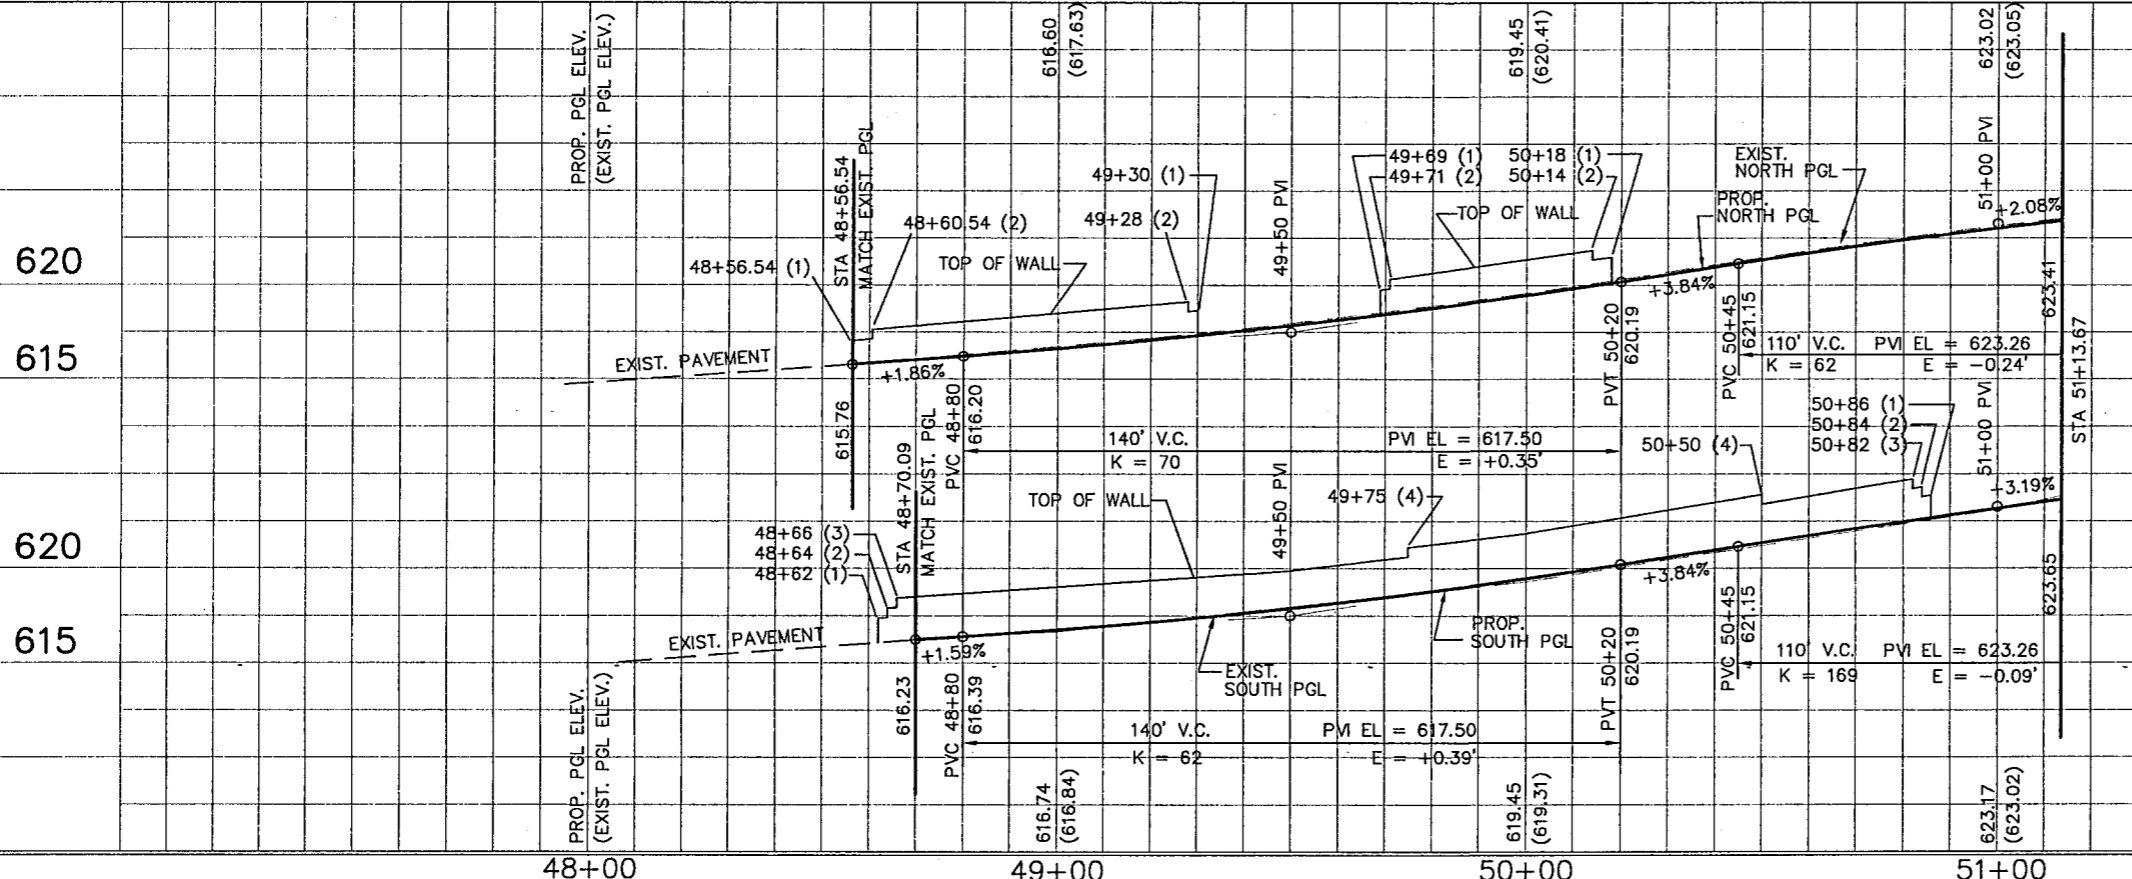 PROP. PGL ELEV.
(EXIST. PGL ELEV.)
616.60
(617.63)
619.45
(620.41)
623.02
(623.05)
STA 48+56.54
MATCH EXIST. PGL
49+30 (1)
49+28 (2)
48+60.54 (2)
48+56.54 (1)
TOP OF WALL
49+50 PVI
49+69 (1)
49+71 (2)
50+18 (1)
50+14 (2)
TOP OF WALL
EXIST.
NORTH PGL
PROP.
NORTH PGL
51+00 PVI
+2.08%
620
615
EXIST. PAVEMENT
+1.86%
+3.84%
615.76
PVC 48+80
616.20
PVT 50+20
620.19
PVC 50+45
621.15
623.41
STA 51+13.67
110' V.C.
PVI EL = 623.26
K = 62
E = -0.24'
140' V.C.
PVI EL = 617.50
K = 70
E = +0.35'
STA 48+70.09
MATCH EXIST. PGL
TOP OF WALL
49+50 PVI
49+75 (4)
50+50 (4)
50+86 (1)
50+84 (2)
50+82 (3)
51+00 PVI
+3.19%
48+66 (3)
48+64 (2)
48+62 (1)
620
615
EXIST. PAVEMENT
+1.59%
+3.84%
EXIST.
SOUTH PGL
PROP.
SOUTH PGL
616.23
PVC 48+80
616.39
PVT 50+20
620.19
PVC 50+45
621.15
623.65
110' V.C.
PVI EL = 623.26
K = 169
E = -0.09'
140' V.C.
PVI EL = 617.50
K = 62
E = +0.39'
PROP. PGL ELEV.
(EXIST. PGL ELEV.)
616.74
(616.84)
619.45
(619.31)
623.17
(623.02)
48+00
49+00
50+00
51+00